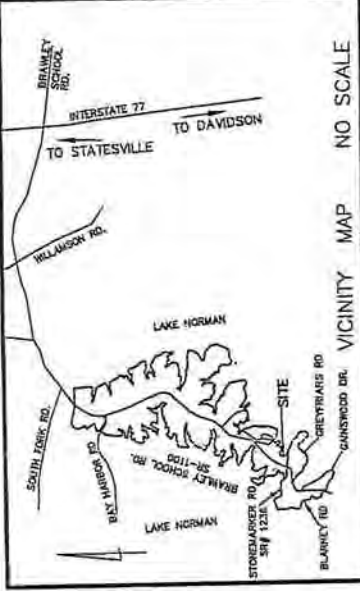 BRAWLEY
SCHOOL
RD.
INTERSTATE 77
TO STATESVILLE
TO DAVIDSON
WILLIAMSON RD.
SOUTH FORK RD.
BAY HARBOR RD
LAKE NORMAN
BRAWLEY SCHOOL RD.
SR-1100
LAKE NORMAN
STONEMARKER RD
SR# 1236
SITE
GREYFRIARS RD
GAINSWOOD DR.
BLARNEY RD
VICINITY MAP NO SCALE